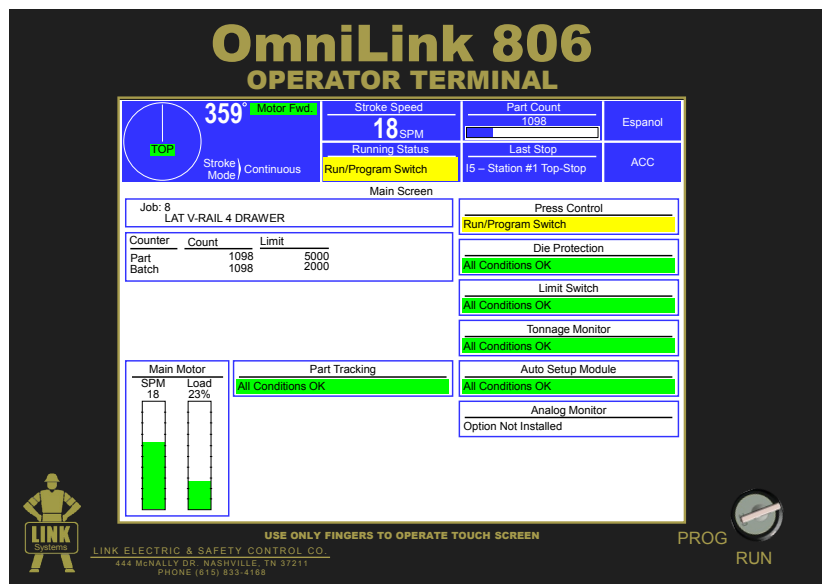 OmniLink 806
OPERATOR TERMINAL
359° Motor Fwd.
TOP
Stroke Mode ) Continuous
Stroke Speed
18 SPM
Part Count
1098
Espanol
Running Status
Run/Program Switch
Last Stop
I5 – Station #1 Top-Stop
ACC
Main Screen
Job: 8
LAT V-RAIL 4 DRAWER
Counter Count Limit
Part 1098 5000
Batch 1098 2000
Press Control
Run/Program Switch
Die Protection
All Conditions OK
Limit Switch
All Conditions OK
Tonnage Monitor
All Conditions OK
Main Motor
SPM Load
18 23%
Part Tracking
All Conditions OK
Auto Setup Module
All Conditions OK
Analog Monitor
Option Not Installed
LINK
Systems
USE ONLY FINGERS TO OPERATE TOUCH SCREEN
LINK ELECTRIC & SAFETY CONTROL CO.
444 McNALLY DR. NASHVILLE, TN 37211
PHONE (615) 833-4168
PROG
RUN